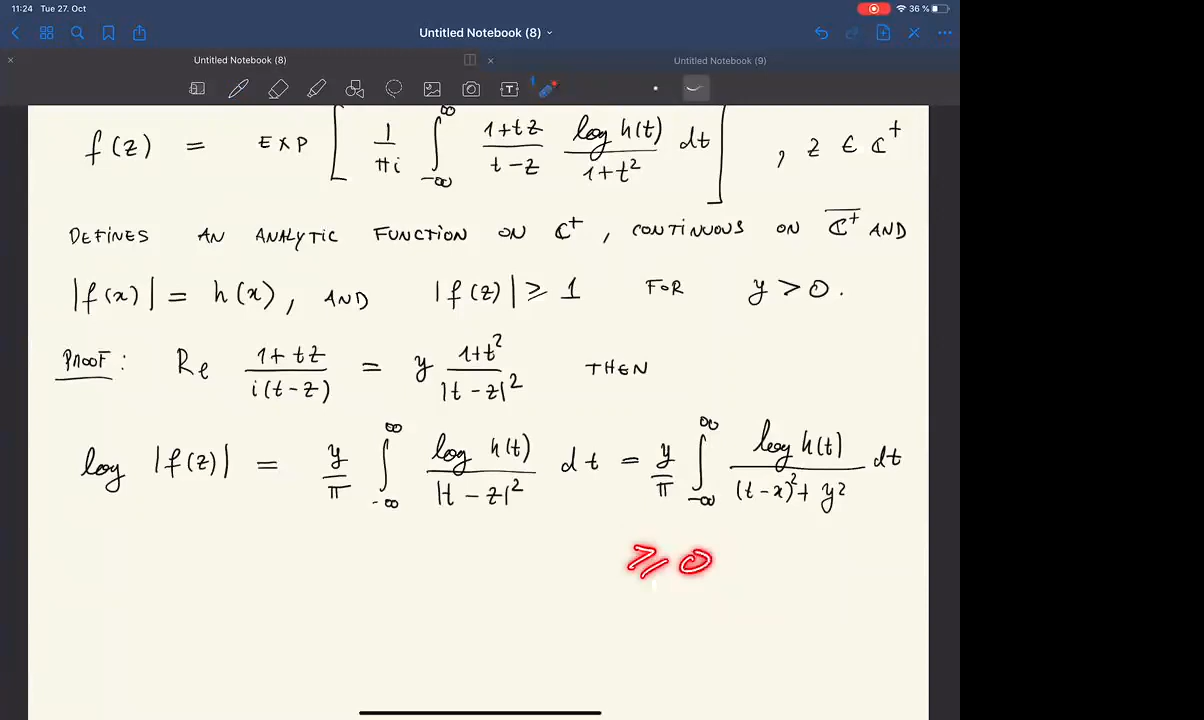 11:24 Tue 27. Oct 36 %
Untitled Notebook (8)
Untitled Notebook (8) Untitled Notebook (9)
f(z) = EXP [ 1/πi ∫_{-∞}^{∞} (1+tz)/(t-z) (log h(t))/(1+t²) dt ] , z ∈ ℂ⁺
DEFINES AN ANALYTIC FUNCTION ON ℂ⁺, CONTINUOUS ON \overline{ℂ⁺} AND
|f(x)| = h(x), AND |f(z)| ⩾ 1 FOR y > 0.
PROOF: Re (1+tz)/(i(t-z)) = y (1+t²)/|t-z|² THEN
log |f(z)| = y/π ∫_{-∞}^{∞} (log h(t))/|t-z|² dt = y/π ∫_{-∞}^{∞} (log h(t))/((t-x)²+y²) dt
⩾ 0